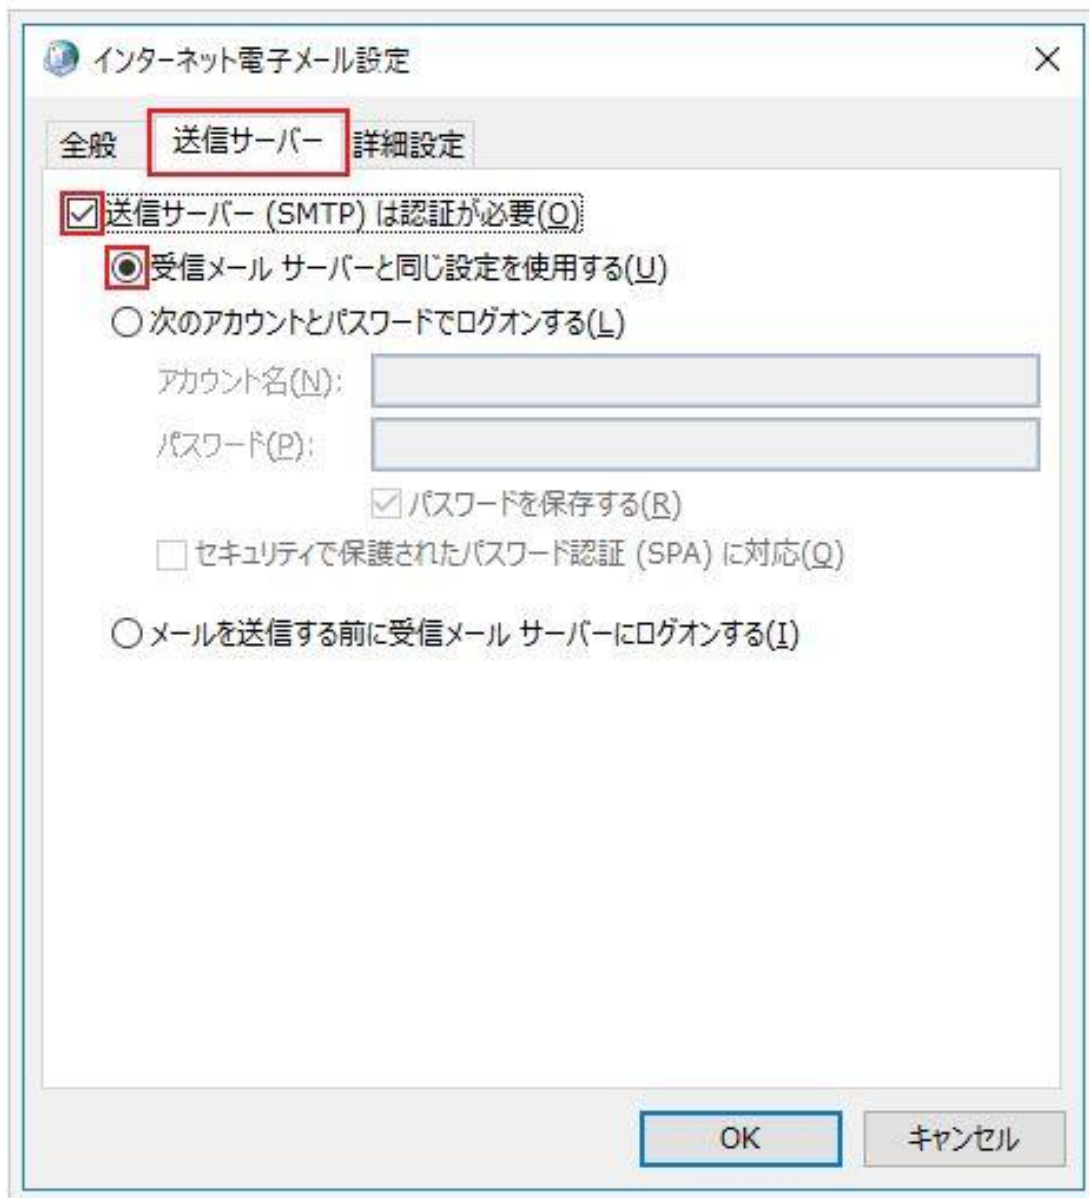 インターネット電子メール設定
全般 送信サーバー 詳細設定
送信サーバー (SMTP) は認証が必要(O)
受信メール サーバーと同じ設定を使用する(U)
次のアカウントとパスワードでログオンする(L)
アカウント名(N):
パスワード(P):
パスワードを保存する(R)
セキュリティで保護されたパスワード認証 (SPA) に対応(Q)
メールを送信する前に受信メール サーバーにログオンする(I)
OK キャンセル